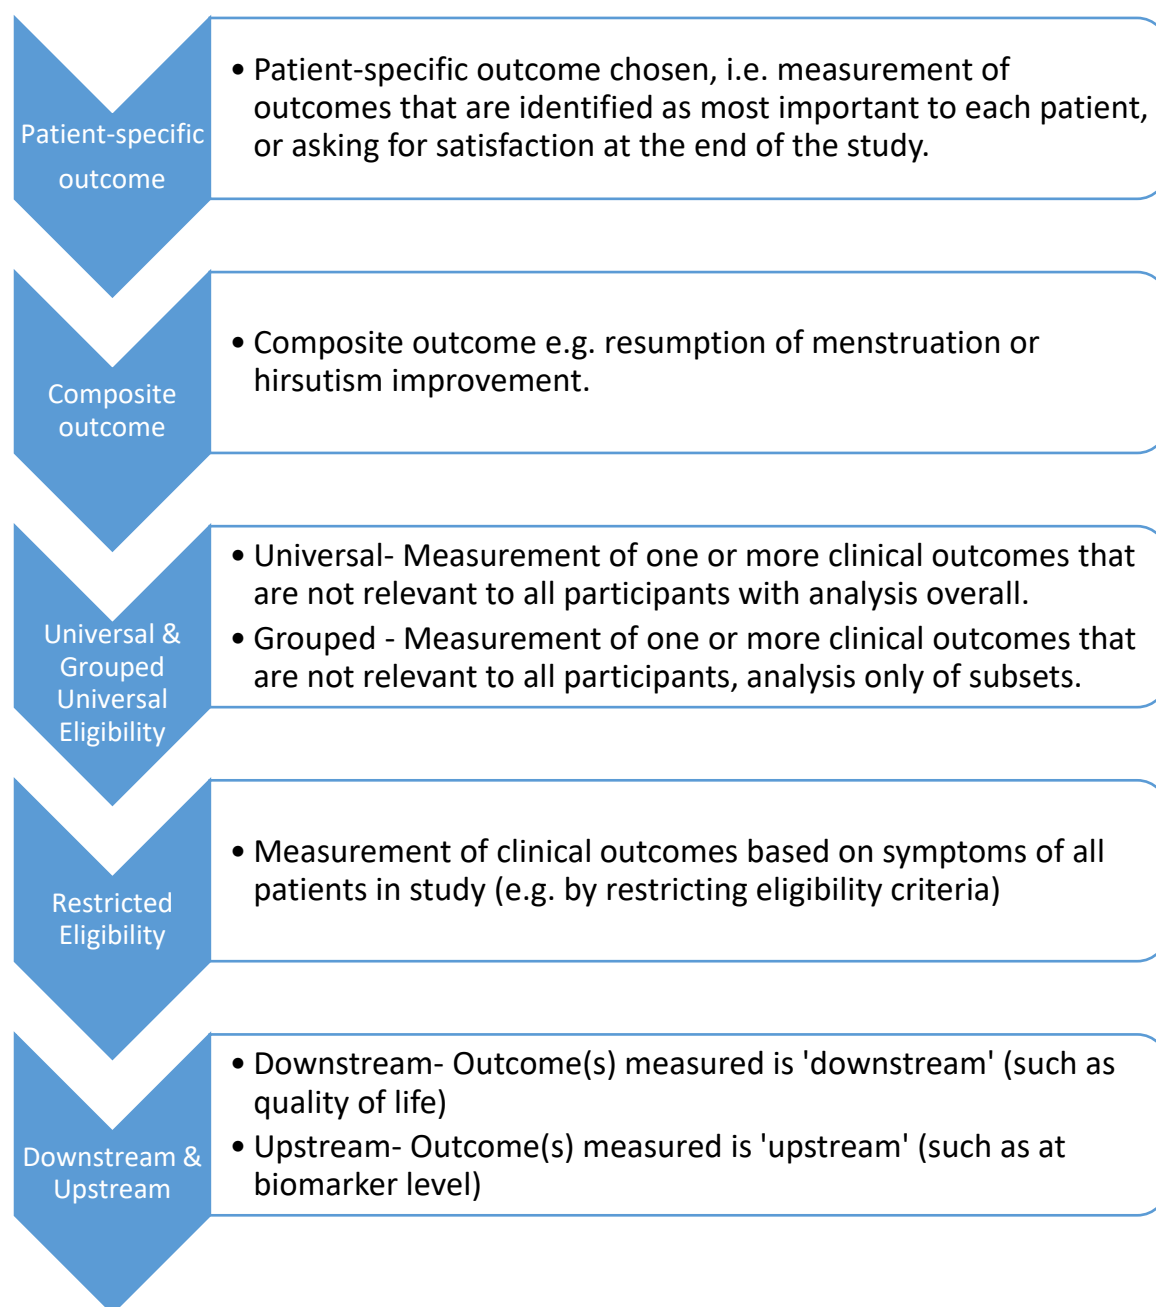 Patient-specific
outcome
• Patient-specific outcome chosen, i.e. measurement of
outcomes that are identified as most important to each patient,
or asking for satisfaction at the end of the study.
Composite
outcome
• Composite outcome e.g. resumption of menstruation or
hirsutism improvement.
Universal &
Grouped
Universal
Eligibility
• Universal- Measurement of one or more clinical outcomes that
are not relevant to all participants with analysis overall.
• Grouped - Measurement of one or more clinical outcomes that
are not relevant to all participants, analysis only of subsets.
Restricted
Eligibility
• Measurement of clinical outcomes based on symptoms of all
patients in study (e.g. by restricting eligibility criteria)
Downstream &
Upstream
• Downstream- Outcome(s) measured is 'downstream' (such as
quality of life)
• Upstream- Outcome(s) measured is 'upstream' (such as at
biomarker level)